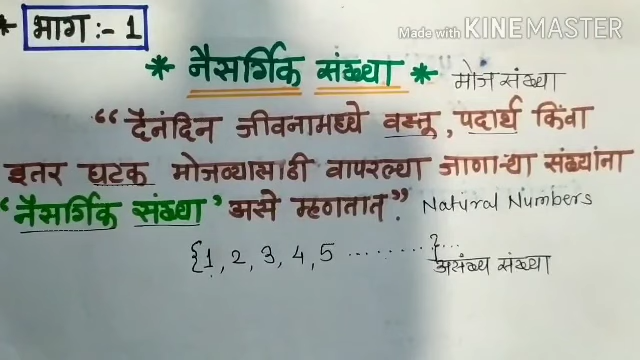 Made with KINEMASTER
* भाग :- 1
* नैसर्गिक संख्या * मोज संख्या
“ दैनंदिन जीवनामध्ये वस्तू, पदार्थ किंवा
इतर घटक मोजण्यासाठी वापरल्या जाणाऱ्या संख्यांना
‘नैसर्गिक संख्या’ असे म्हणतात.” Natural Numbers
{1, 2, 3, 4, 5 .........}...
असंख्य संख्या